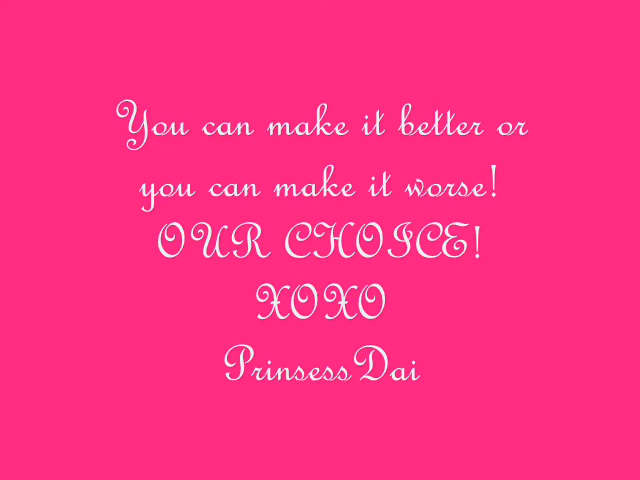 You can make it better or
you can make it worse!
OUR CHOICE!
XOXO
PrinsessDai